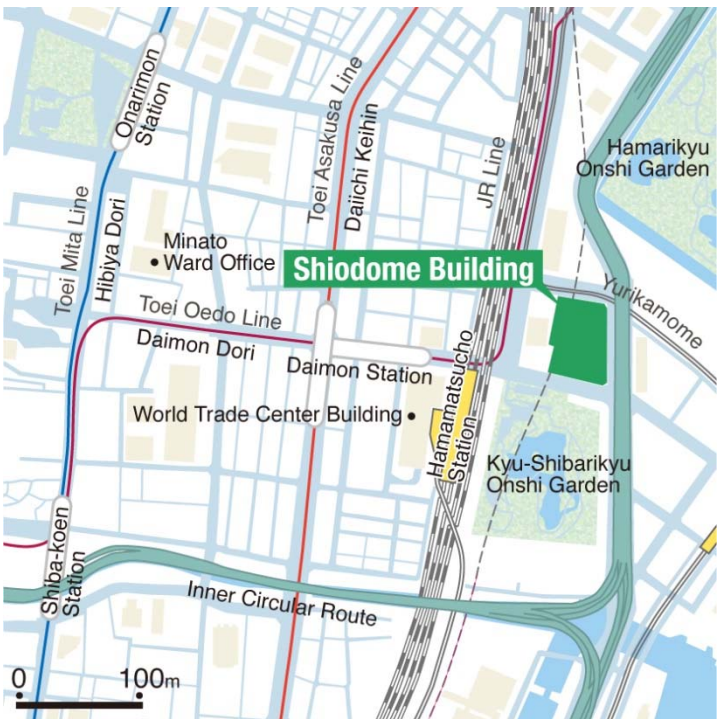 Onarimon
Station
Toei Asakusa Line
Daiichi Keihin
JR Line
Hamarikyu
Onshi Garden
Toei Mita Line
Hibiya Dori
Minato
Ward Office
Shiodome Building
Yurikamome
Toei Oedo Line
Daimon Dori
Daimon Station
World Trade Center Building
Hamamatsucho
Station
Kyu-Shibarikyu
Onshi Garden
Shiba-koen
Station
Inner Circular Route
0 100m